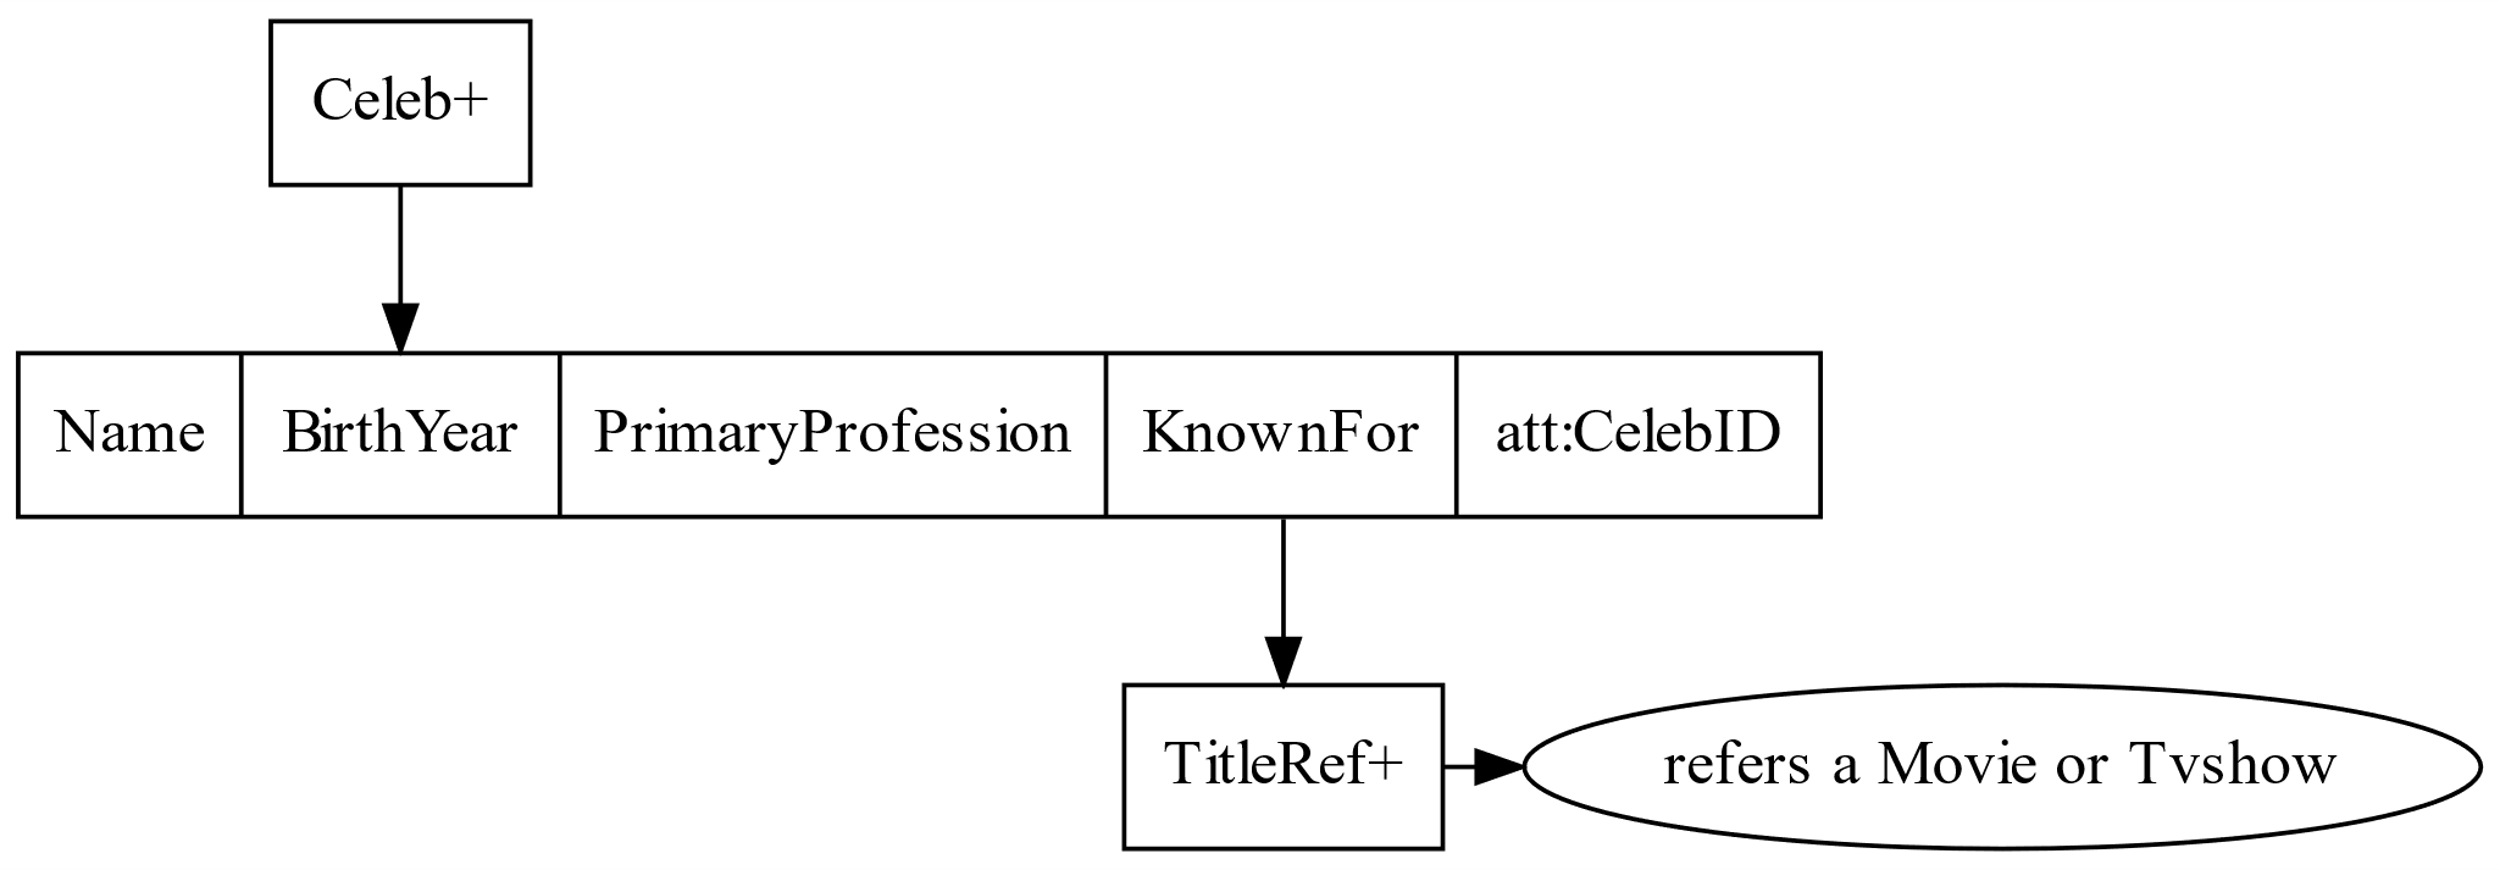 Celeb+
Name BirthYear PrimaryProfession KnownFor att:CelebID
TitleRef+ refers a Movie or Tvshow